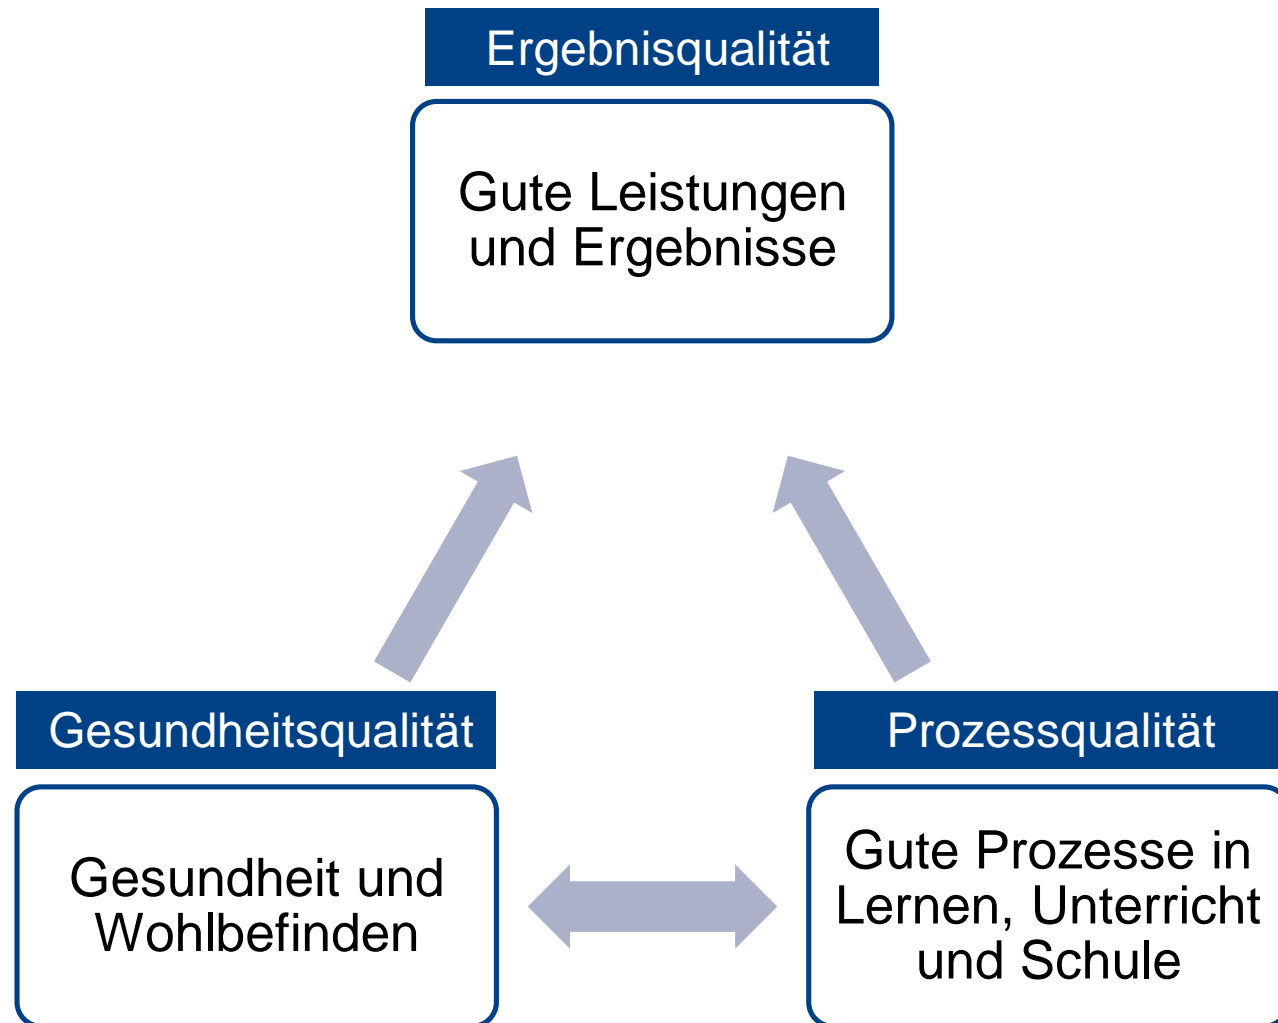 Ergebnisqualität
Gute Leistungen
und Ergebnisse
Gesundheitsqualität
Gesundheit und
Wohlbefinden
Prozessqualität
Gute Prozesse in
Lernen, Unterricht
und Schule